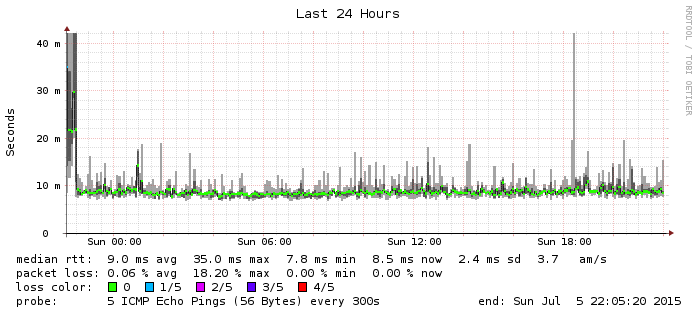 Last 24 Hours
RRDTOOL / TOBI OETIKER
Seconds
40 m
30 m
20 m
10 m
0
Sun 00:00 Sun 06:00 Sun 12:00 Sun 18:00
median rtt: 9.0 ms avg 35.0 ms max 7.8 ms min 8.5 ms now 2.4 ms sd 3.7 am/s
packet loss: 0.06 % avg 18.20 % max 0.00 % min 0.00 % now
loss color: 0 1/5 2/5 3/5 4/5
probe: 5 ICMP Echo Pings (56 Bytes) every 300s end: Sun Jul 5 22:05:20 2015